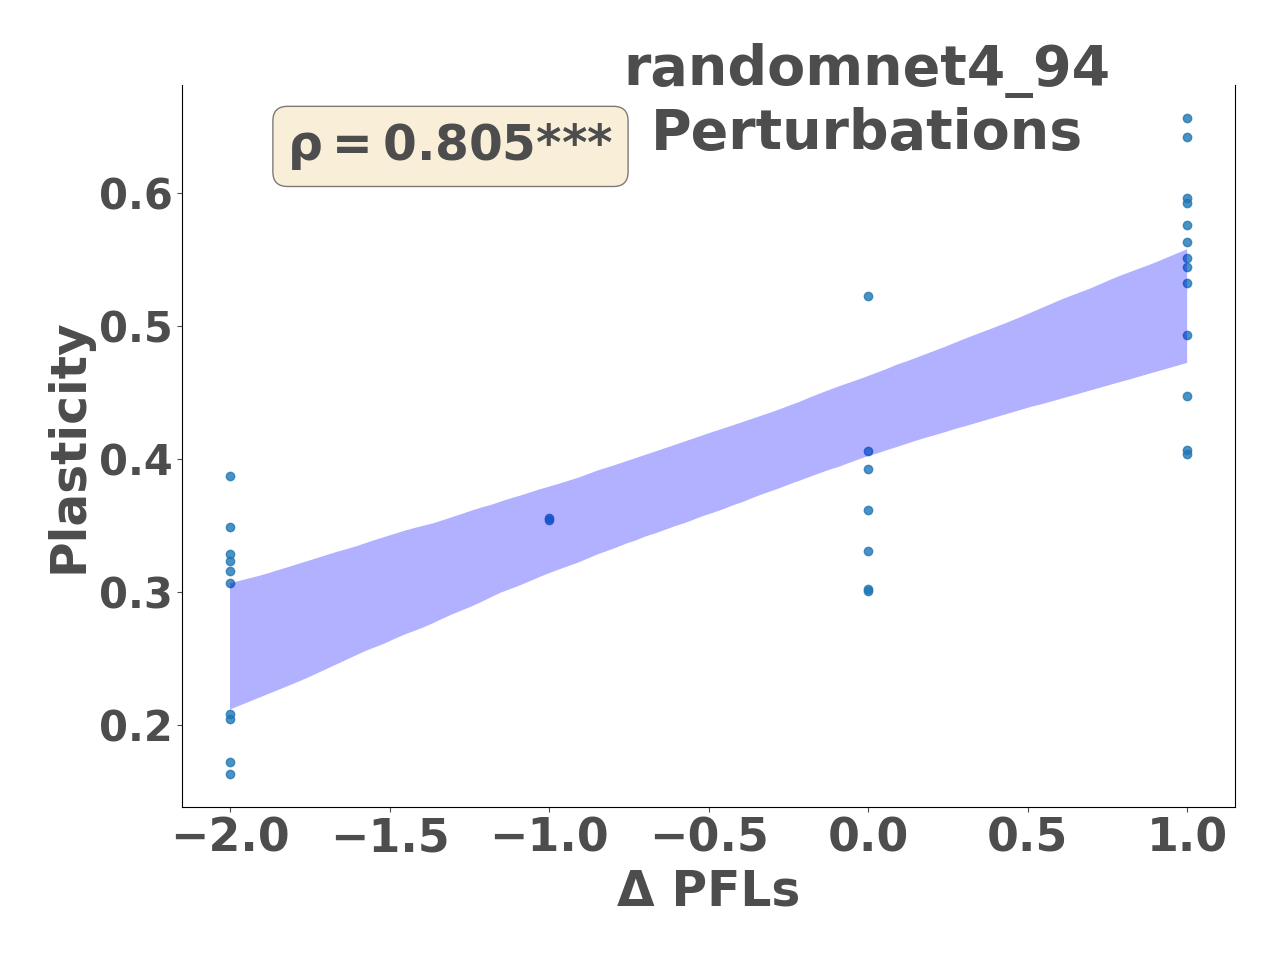 randomnet4_94
Perturbations
ρ = 0.805***
Plasticity
0.6
0.5
0.4
0.3
0.2
−2.0 −1.5 −1.0 −0.5 0.0 0.5 1.0
Δ PFLs